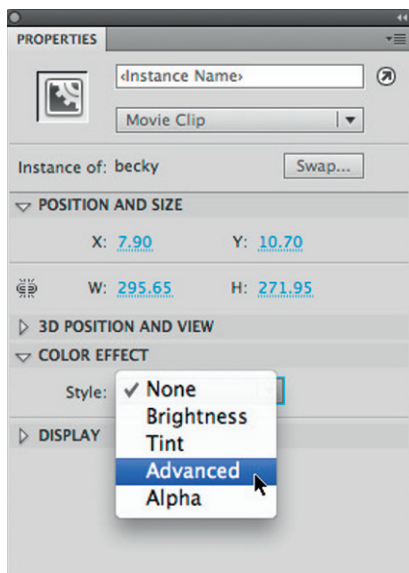 PROPERTIES
‹Instance Name›
Movie Clip
Instance of: becky Swap...
POSITION AND SIZE
X: 7.90 Y: 10.70
W: 295.65 H: 271.95
3D POSITION AND VIEW
COLOR EFFECT
Style: ✓ None
Brightness
Tint
DISPLAY
Advanced
Alpha